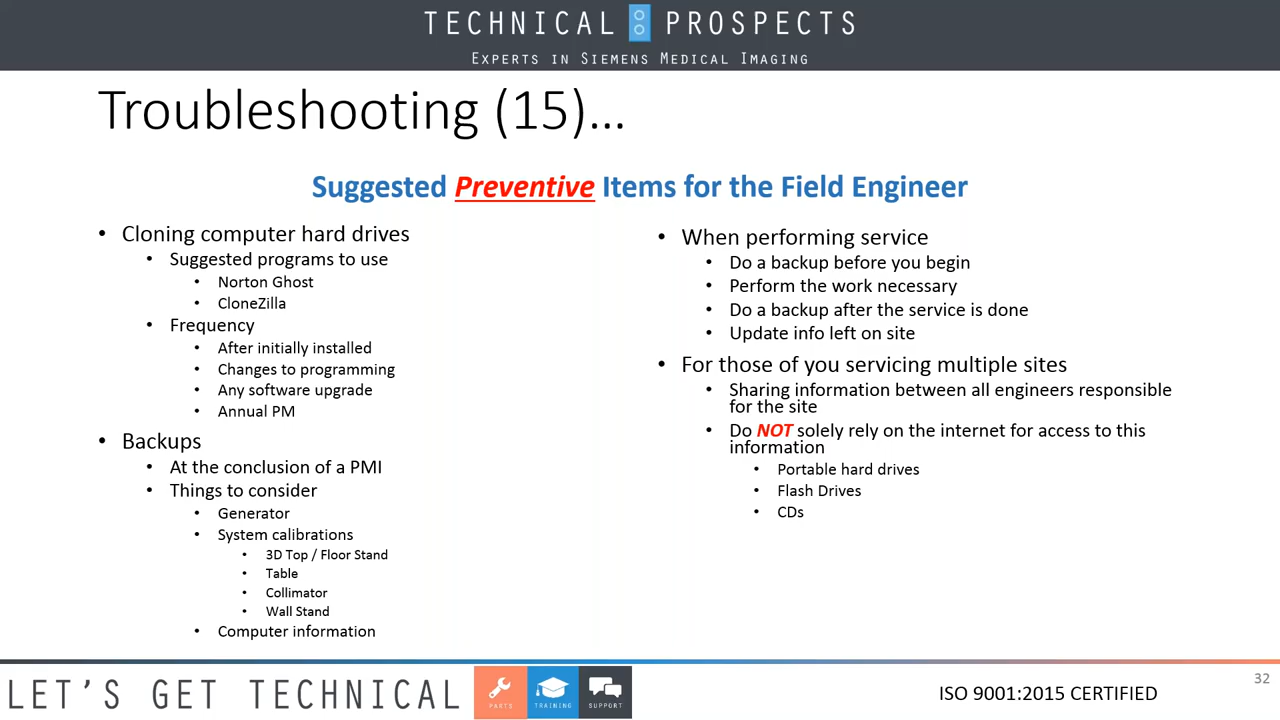 TECHNICAL PROSPECTS
EXPERTS IN SIEMENS MEDICAL IMAGING
Troubleshooting (15)...
Suggested Preventive Items for the Field Engineer
• Cloning computer hard drives
• Suggested programs to use
• Norton Ghost
• CloneZilla
• Frequency
• After initially installed
• Changes to programming
• Any software upgrade
• Annual PM
• Backups
• At the conclusion of a PMI
• Things to consider
• Generator
• System calibrations
• 3D Top / Floor Stand
• Table
• Collimator
• Wall Stand
• Computer information
• When performing service
• Do a backup before you begin
• Perform the work necessary
• Do a backup after the service is done
• Update info left on site
• For those of you servicing multiple sites
• Sharing information between all engineers responsible
for the site
• Do NOT solely rely on the internet for access to this
information
• Portable hard drives
• Flash Drives
• CDs
LET'S GET TECHNICAL
PARTS
TRAINING
SUPPORT
ISO 9001:2015 CERTIFIED
32